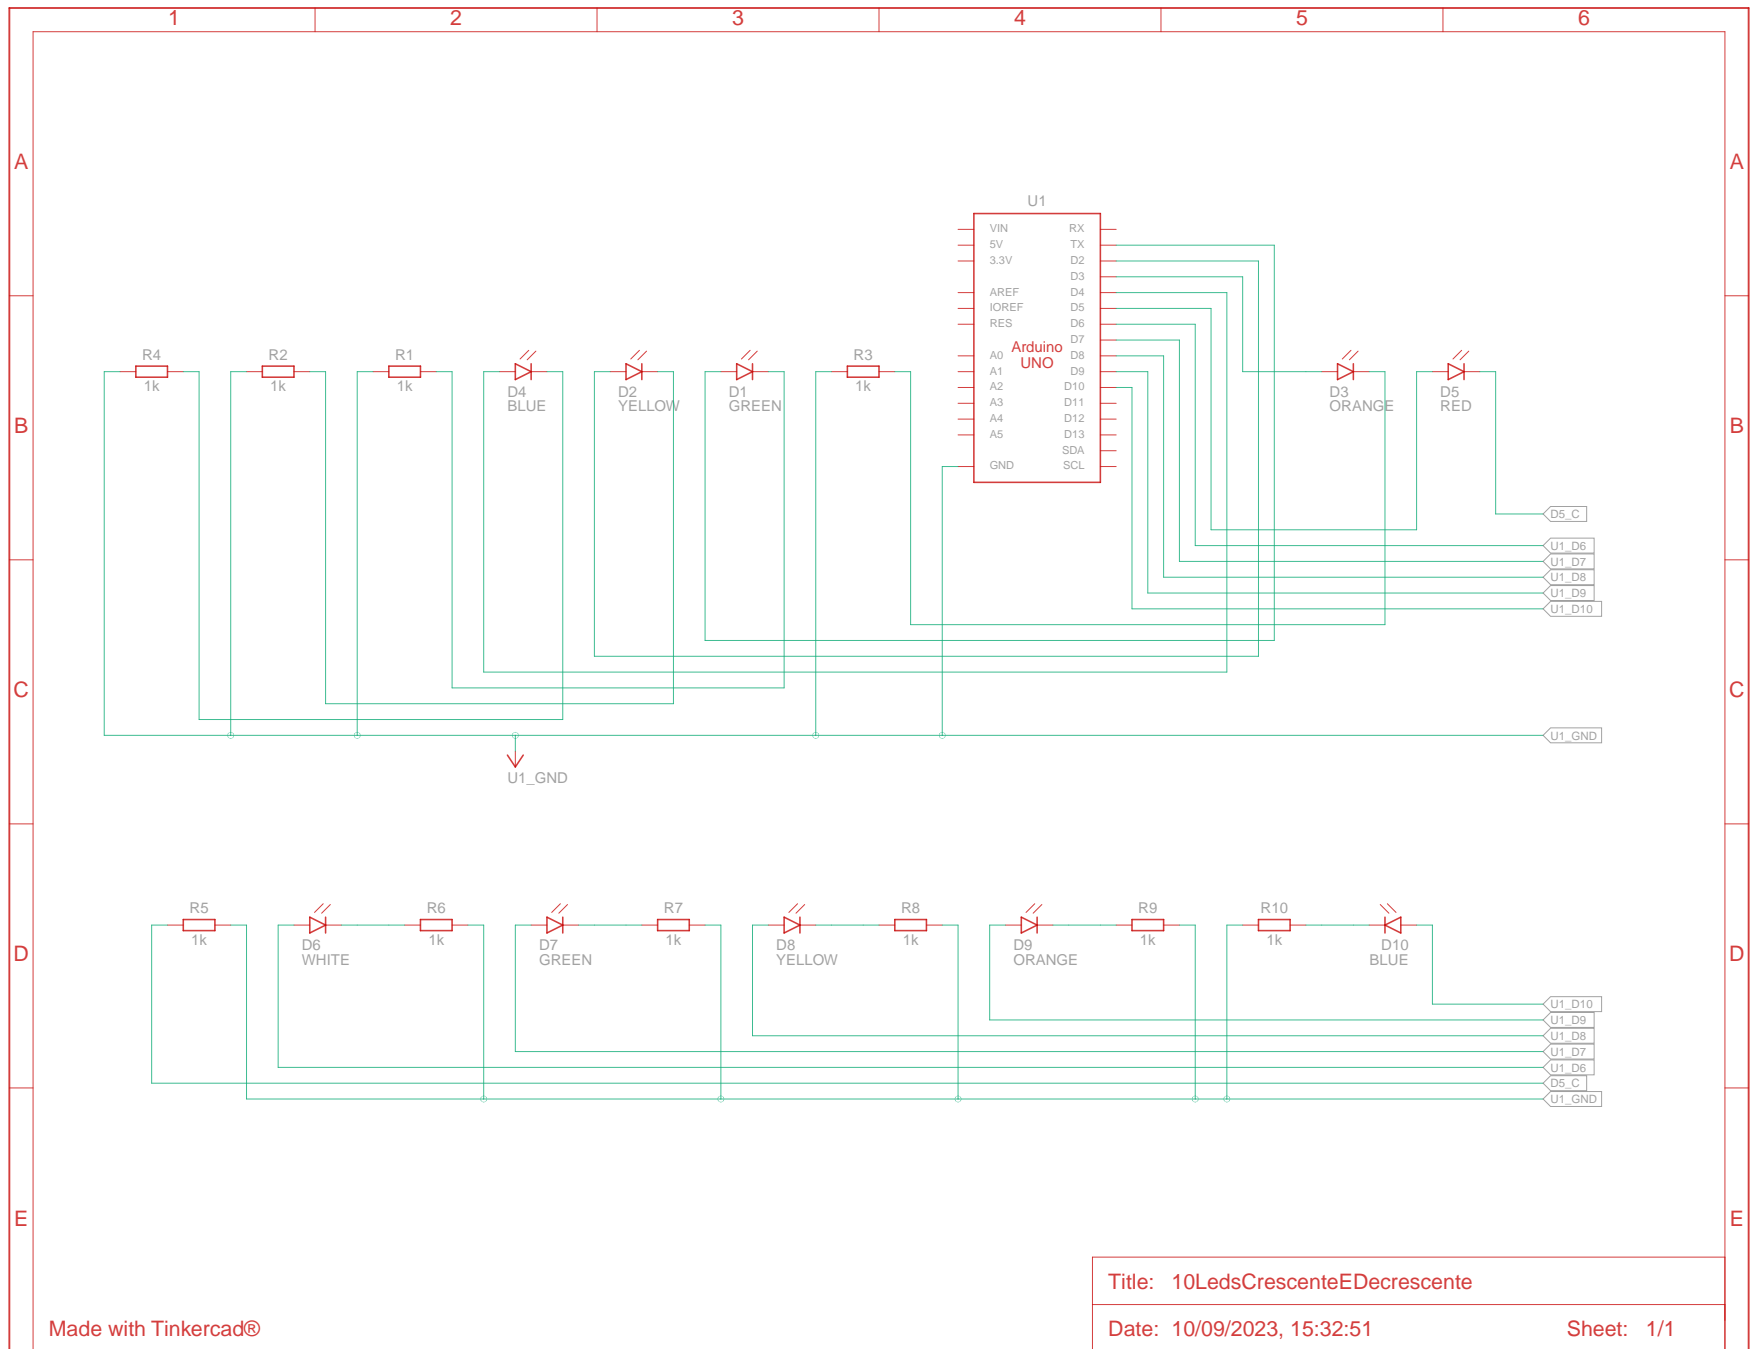 1 2 3 4 5 6
A A
U1
VIN RX
5V TX
3.3V D2
D3
AREF D4
IOREF D5
RES D6
D7
Arduino
UNO
A0 D8
A1 D9
A2 D10
A3 D11
A4 D12
A5 D13
SDA
GND SCL
R4 R2 R1 R3
1k 1k 1k 1k
D4 D2 D1 D3 D5
BLUE YELLOW GREEN ORANGE RED
B B
D5_C
U1_D6
U1_D7
U1_D8
U1_D9
U1_D10
C C
U1_GND
U1_GND
R5 R6 R7 R8 R9 R10
1k 1k 1k 1k 1k 1k
D6 D7 D8 D9 D10
WHITE GREEN YELLOW ORANGE BLUE
D D
U1_D10
U1_D9
U1_D8
U1_D7
U1_D6
D5_C
U1_GND
E E
Title: 10LedsCrescenteEDecrescente
Made with Tinkercad®
Date: 10/09/2023, 15:32:51 Sheet: 1/1